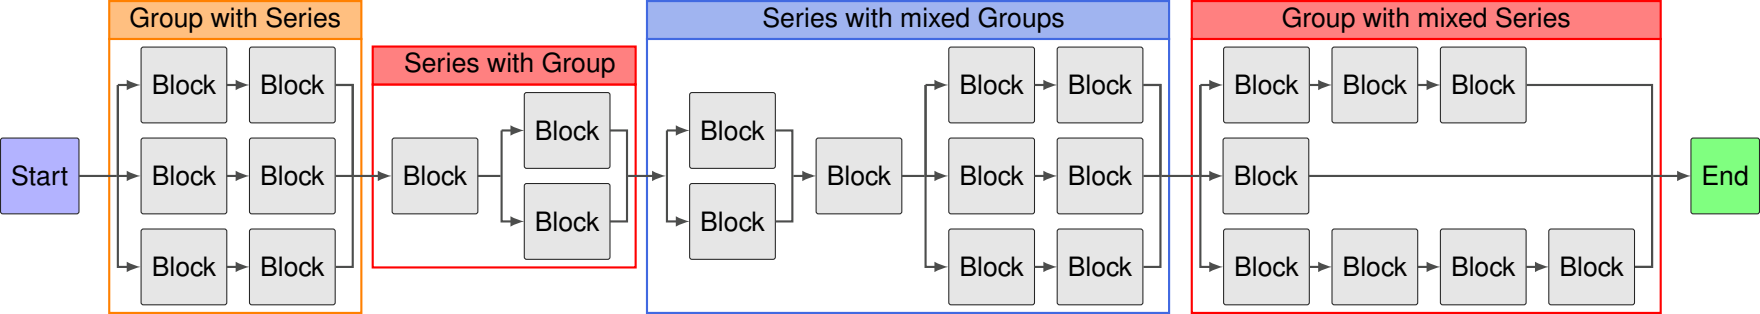 Group with Series
Series with mixed Groups
Group with mixed Series
Series with Group
Block Block
Block Block
Block Block Block
Block
Block
Start
Block Block
Block
Block
Block Block
Block
End
Block
Block
Block Block
Block Block
Block Block Block Block